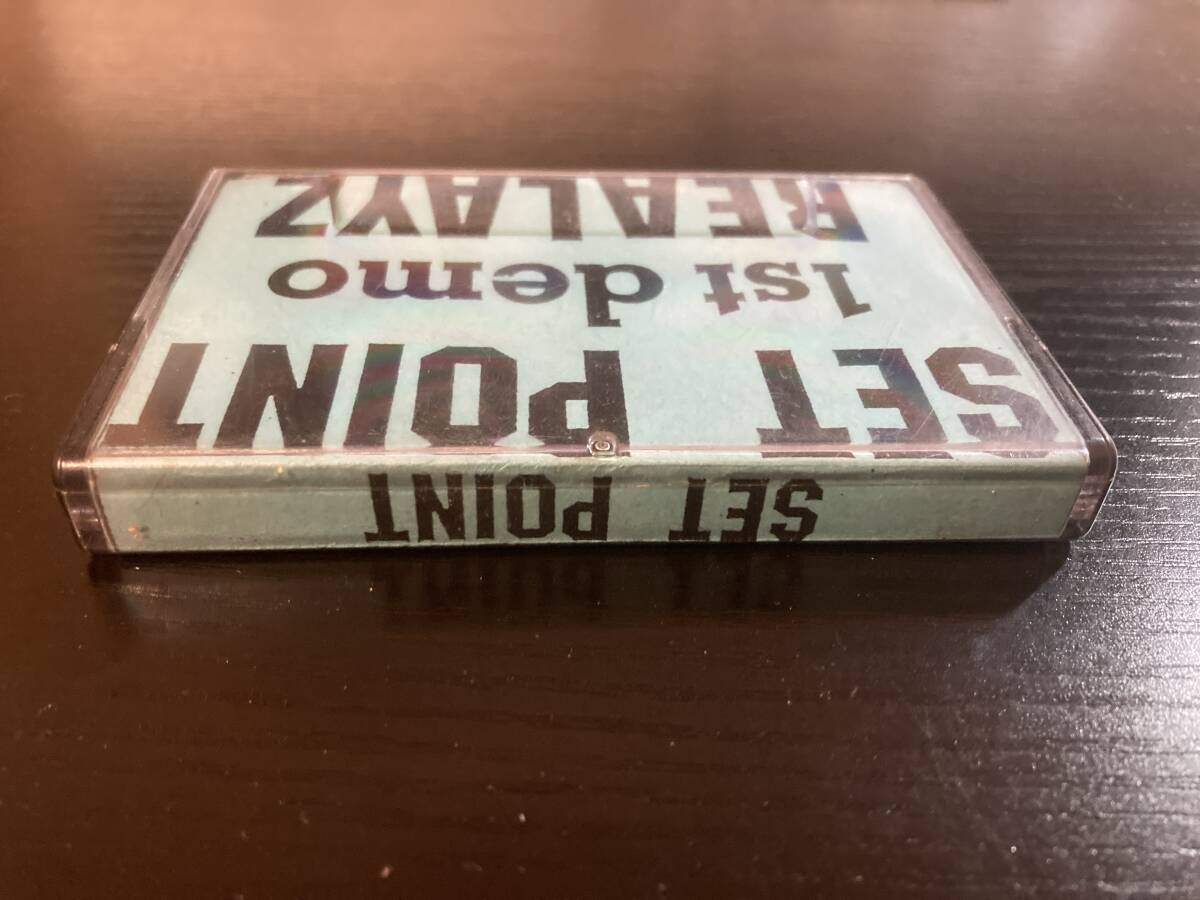 SET POINT
SET POINT
1st demo
REALAYZ